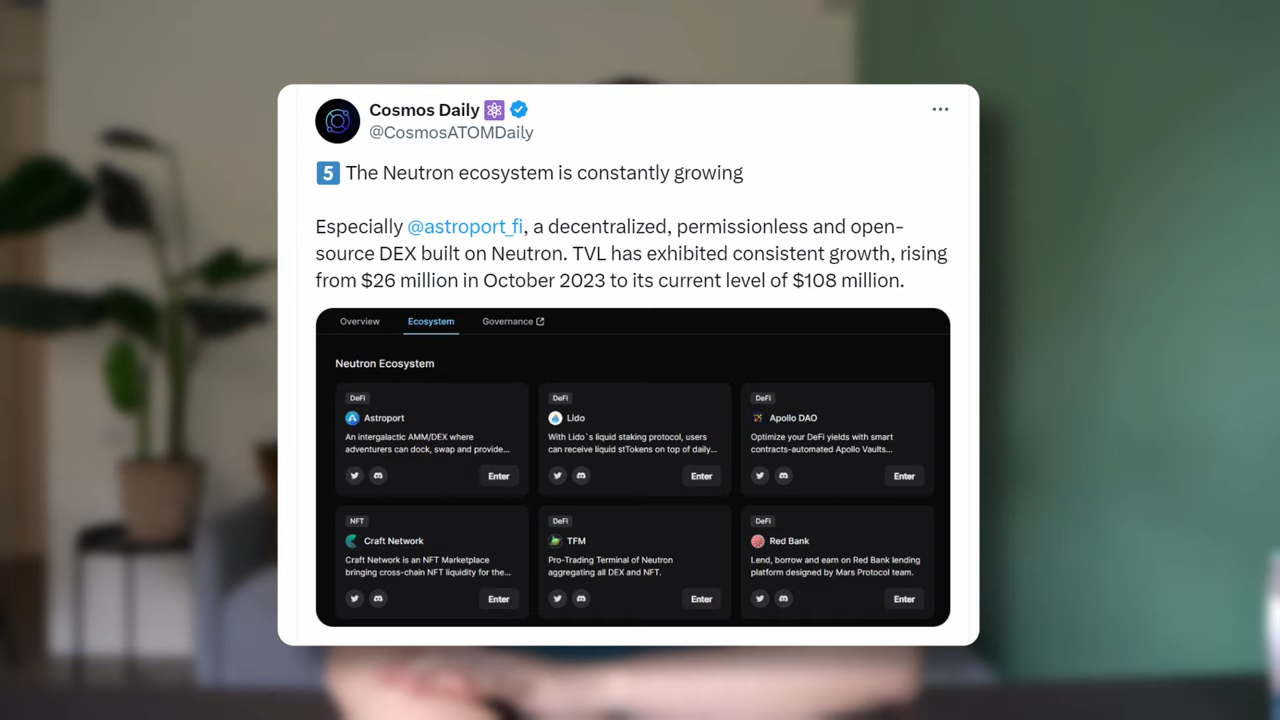 Cosmos Daily ⚛️
@CosmosATOMDaily
5️⃣ The Neutron ecosystem is constantly growing
Especially @astroport_fi, a decentralized, permissionless and open-
source DEX built on Neutron. TVL has exhibited consistent growth, rising
from $26 million in October 2023 to its current level of $108 million.
Overview Ecosystem Governance
Neutron Ecosystem
DeFi DeFi DeFi
Astroport Lido Apollo DAO
An intergalactic AMM/DEX where With Lido`s liquid staking protocol, users Optimize your DeFi yields with smart
adventurers can dock, swap and provide... can receive liquid stTokens on top of daily... contracts-automated Apollo Vaults...
Enter Enter Enter
NFT DeFi DeFi
Craft Network TFM Red Bank
Craft Network is an NFT Marketplace Pro-Trading Terminal of Neutron Lend, borrow and earn on Red Bank lending
bringing cross-chain NFT liquidity for the... aggregating all DEX and NFT. platform designed by Mars Protocol team.
Enter Enter Enter